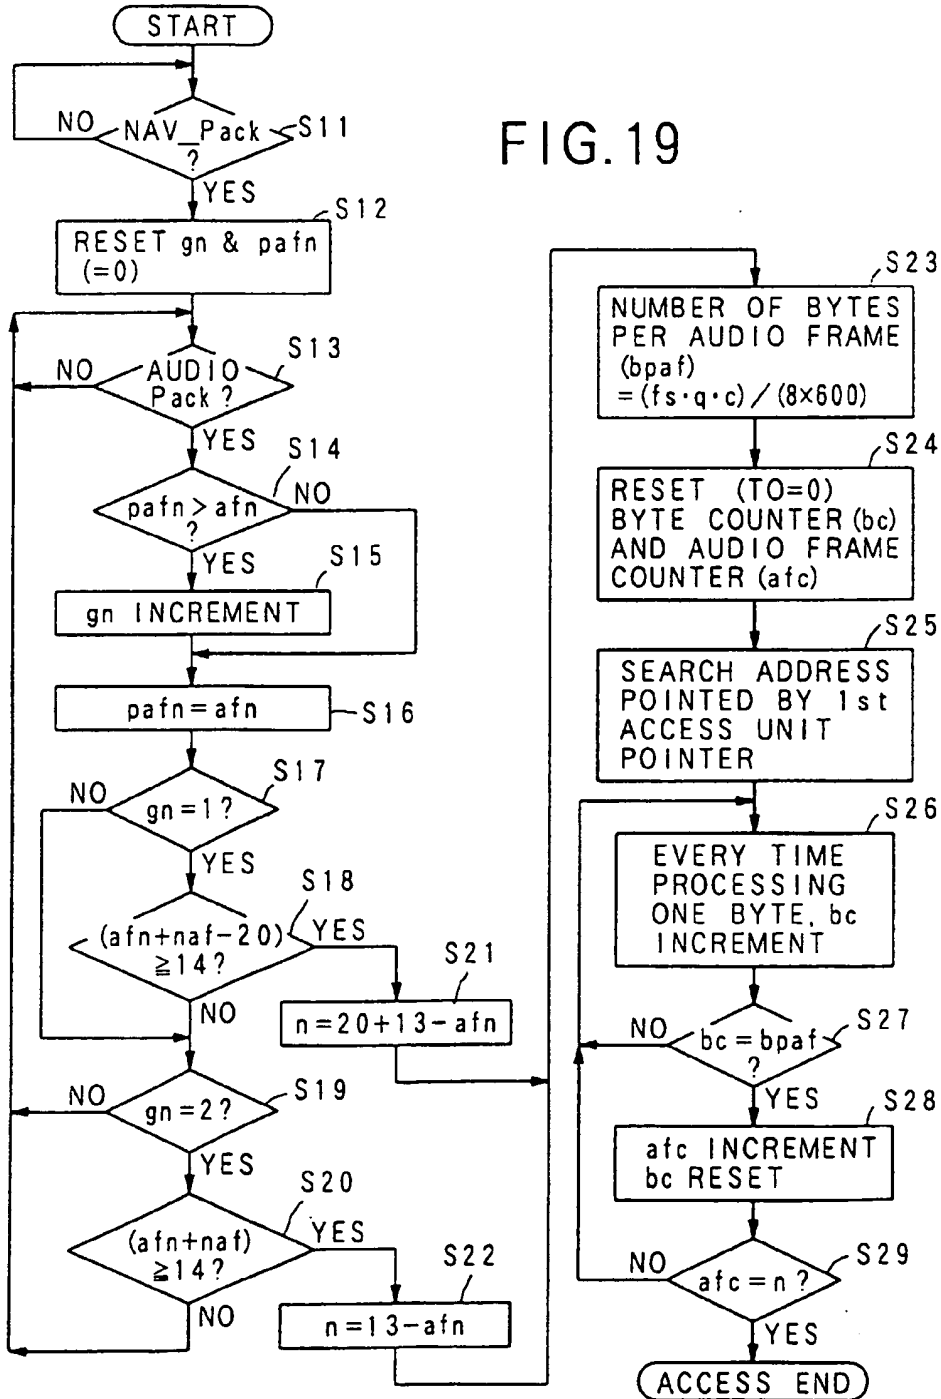 FIG.19
START
NAV_Pack
?
S11
NO
YES
S12
RESET gn & pafn
(=0)
S13
AUDIO
Pack?
NO
YES
S14
pafn>afn
?
NO
YES
S15
gn INCREMENT
pafn=afn
S16
S17
gn=1?
NO
YES
S18
(afn+naf-20)
≧14?
YES
NO
S21
n=20+13-afn
S19
gn=2?
NO
YES
S20
(afn+naf)
≧14?
YES
NO
S22
n=13-afn
S23
NUMBER OF BYTES
PER AUDIO FRAME
(bpaf)
=(fs·q·c)/(8×600)
S24
RESET (TO=0)
BYTE COUNTER(bc)
AND AUDIO FRAME
COUNTER(afc)
S25
SEARCH ADDRESS
POINTED BY 1st
ACCESS UNIT
POINTER
S26
EVERY TIME
PROCESSING
ONE BYTE, bc
INCREMENT
S27
bc=bpaf
?
NO
YES
S28
afc INCREMENT
bc RESET
S29
afc=n?
NO
YES
ACCESS END